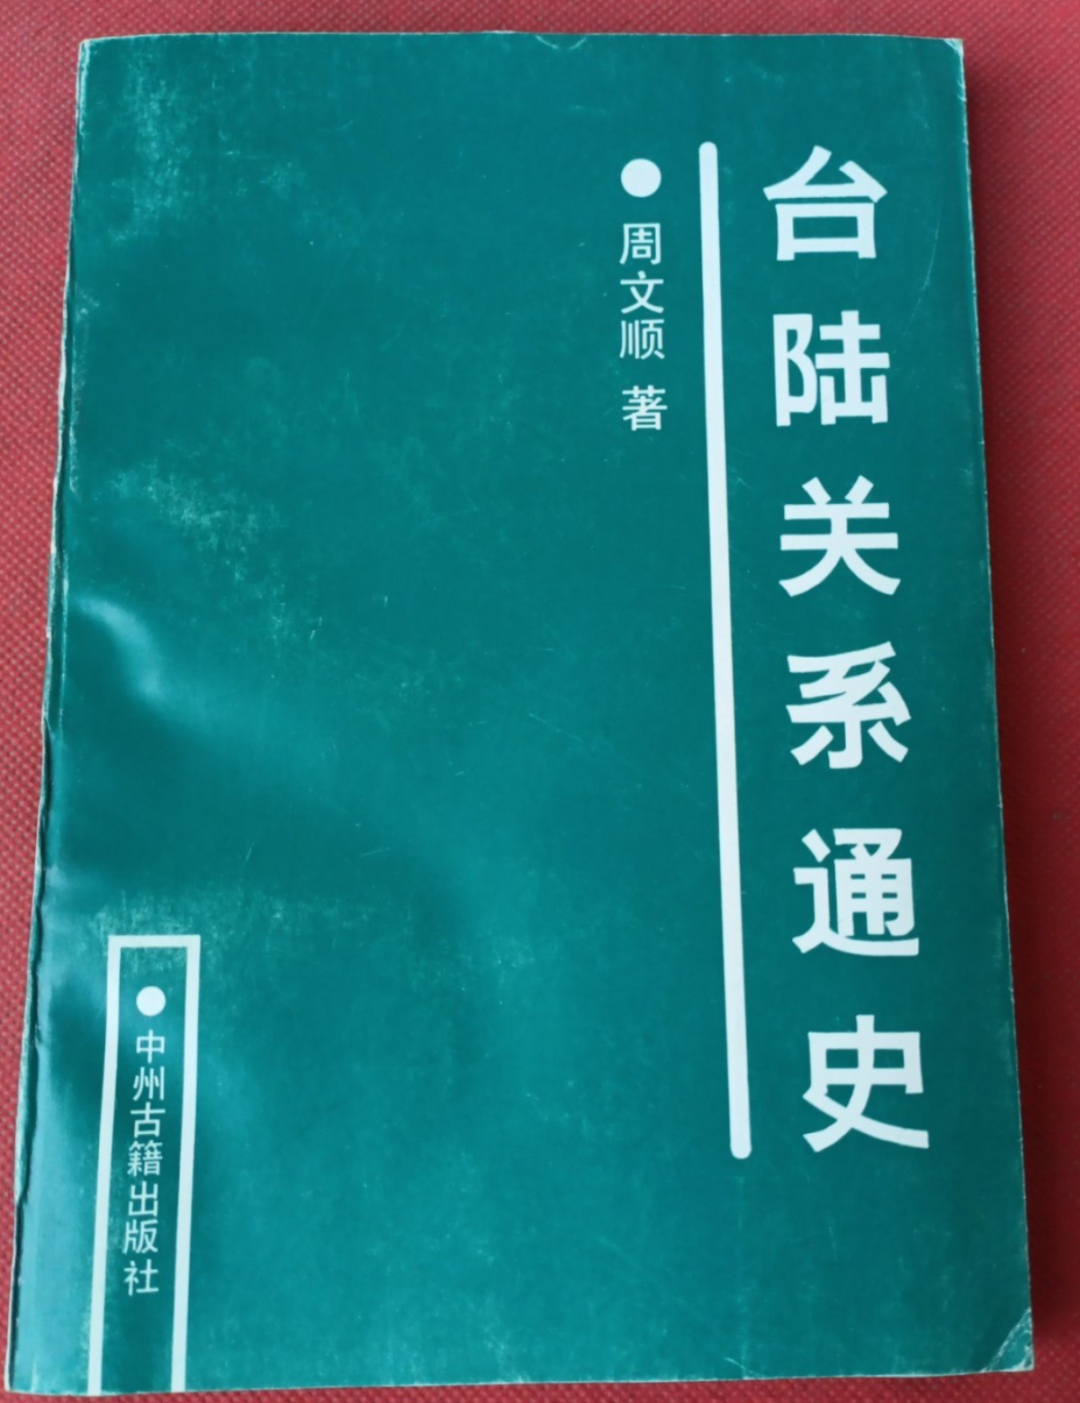 台陆关系通史
周文顺 著
中州古籍出版社